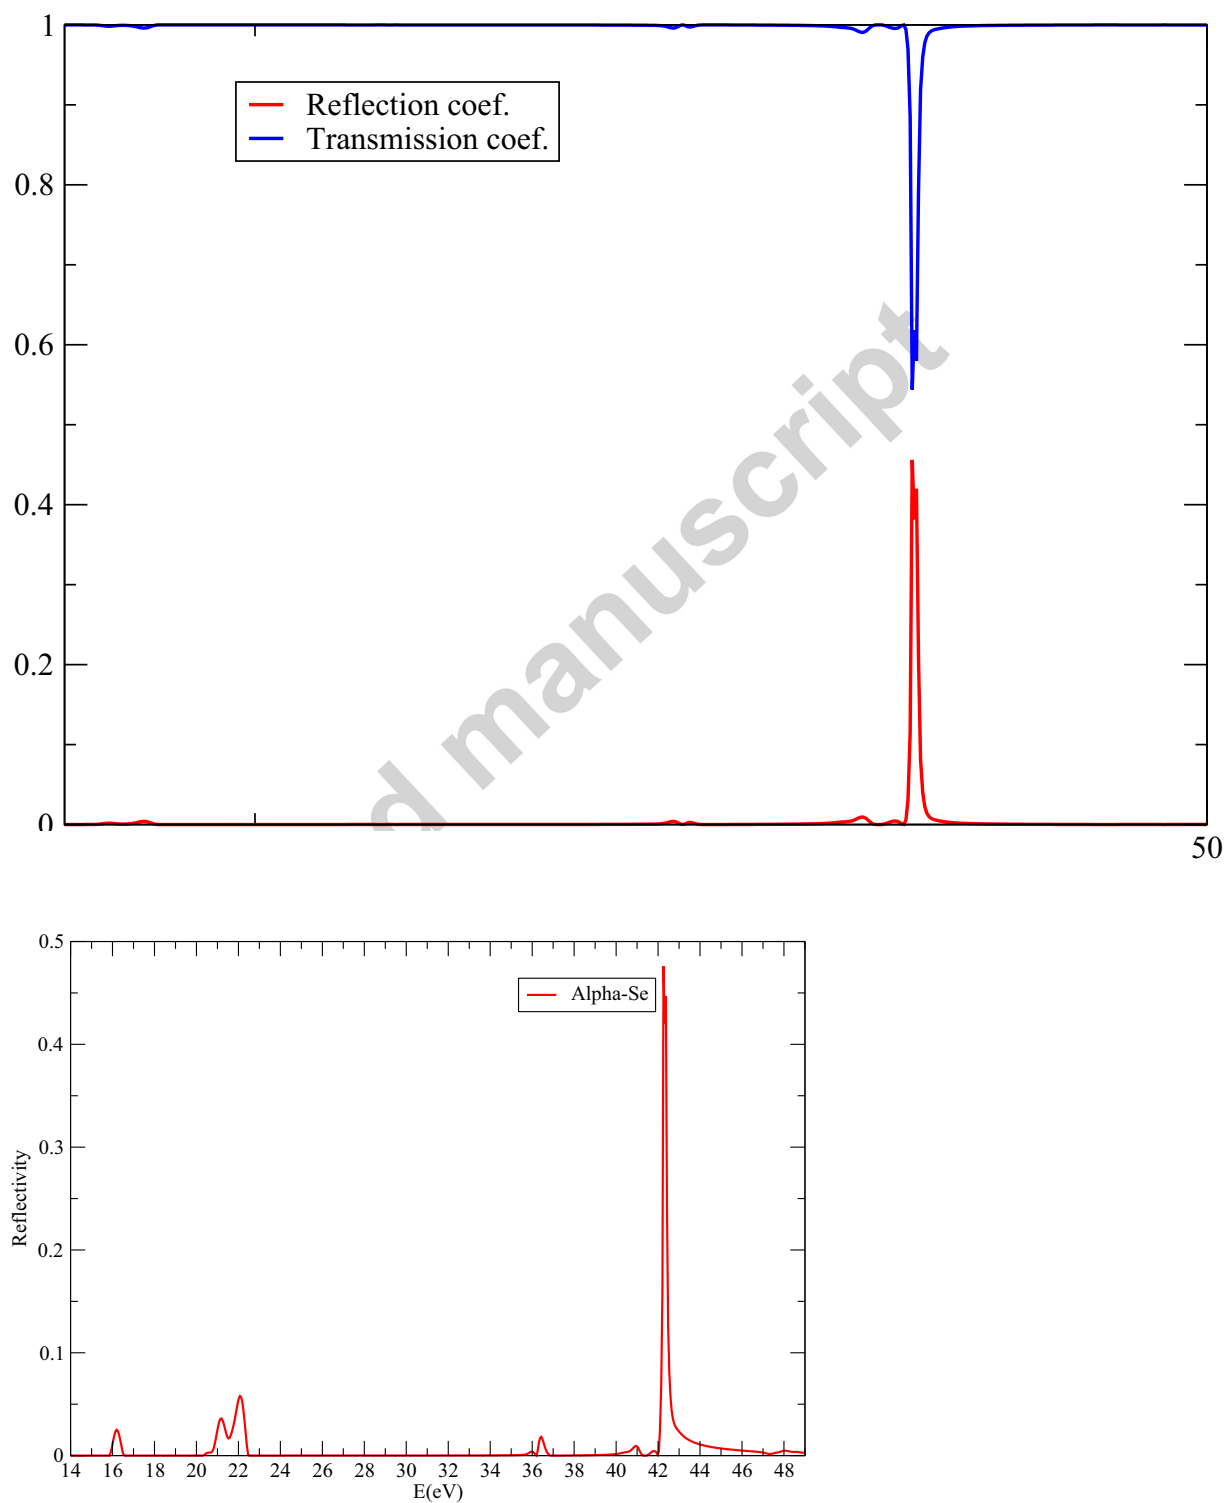 1
Reflection coef.
Transmission coef.
0.8
0.6
0.4
0.2
0
50
d manuscript
0.5
Alpha-Se
0.4
0.3
Reflectivity
0.2
0.1
0
14 16 18 20 22 24 26 28 30 32 34 36 38 40 42 44 46 48
E(eV)